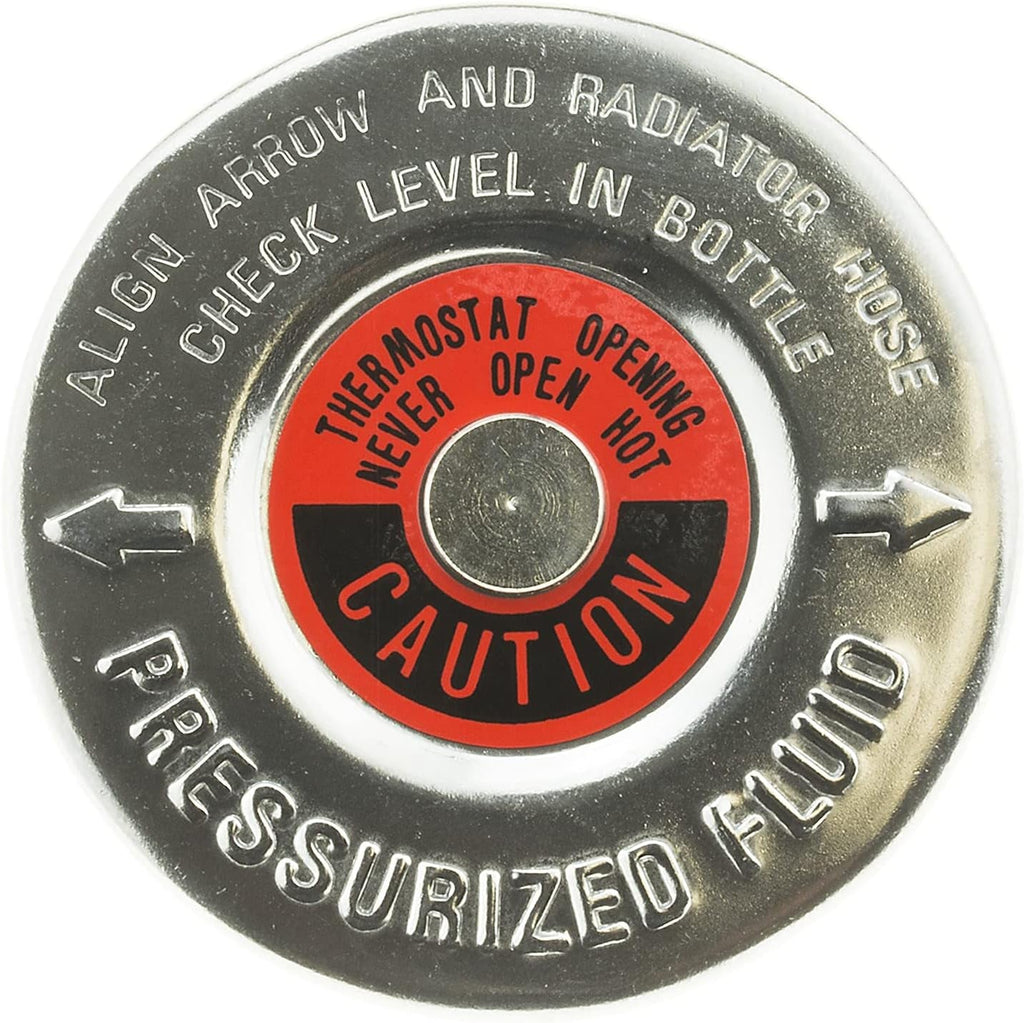 ALIGN ARROW AND RADIATOR HOSE
CHECK LEVEL IN BOTTLE
THERMOSTAT OPENING
NEVER OPEN HOT
CAUTION
PRESSURIZED FLUID